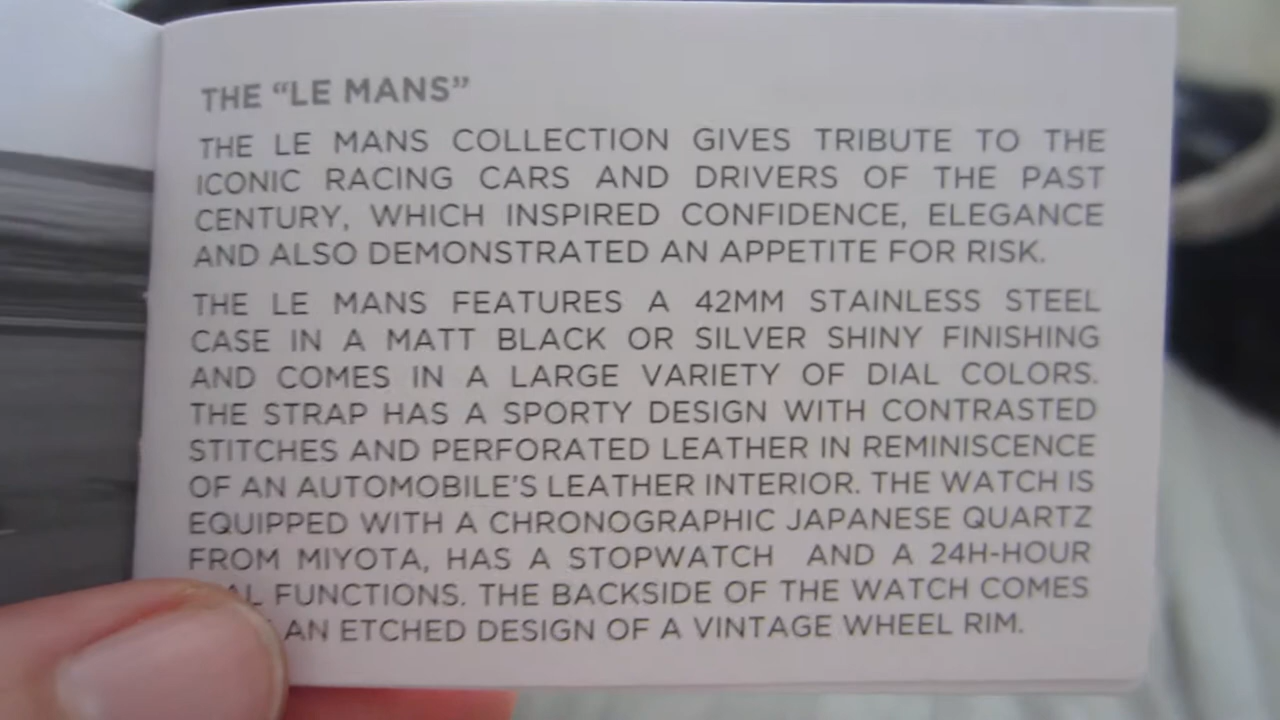 THE “LE MANS”
THE LE MANS COLLECTION GIVES TRIBUTE TO THE
ICONIC RACING CARS AND DRIVERS OF THE PAST
CENTURY, WHICH INSPIRED CONFIDENCE, ELEGANCE
AND ALSO DEMONSTRATED AN APPETITE FOR RISK.
THE LE MANS FEATURES A 42MM STAINLESS STEEL
CASE IN A MATT BLACK OR SILVER SHINY FINISHING
AND COMES IN A LARGE VARIETY OF DIAL COLORS.
THE STRAP HAS A SPORTY DESIGN WITH CONTRASTED
STITCHES AND PERFORATED LEATHER IN REMINISCENCE
OF AN AUTOMOBILE’S LEATHER INTERIOR. THE WATCH IS
EQUIPPED WITH A CHRONOGRAPHIC JAPANESE QUARTZ
FROM MIYOTA, HAS A STOPWATCH AND A 24H-HOUR
FUNCTIONS. THE BACKSIDE OF THE WATCH COMES
AN ETCHED DESIGN OF A VINTAGE WHEEL RIM.